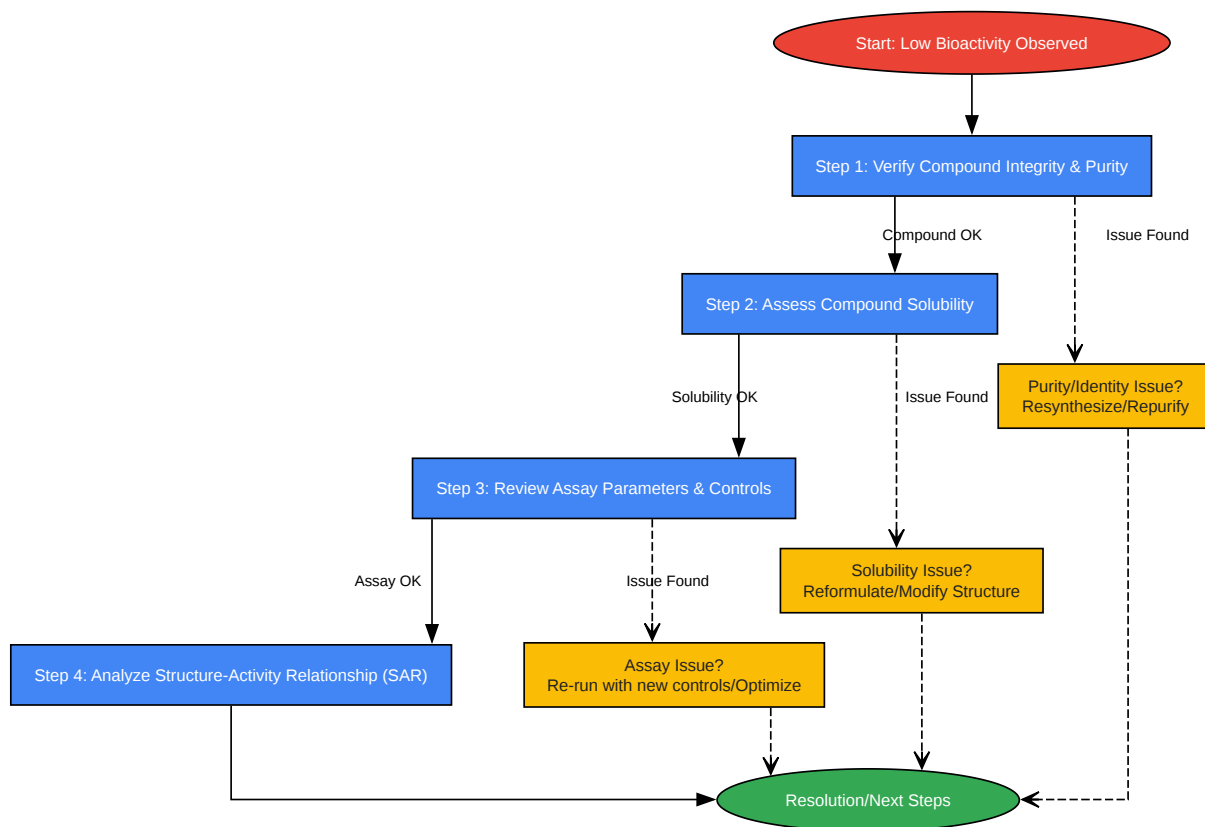 Start: Low Bioactivity Observed
Step 1: Verify Compound Integrity & Purity
Compound OK
Issue Found
Step 2: Assess Compound Solubility
Purity/Identity Issue?
Resynthesize/Repurify
Solubility OK
Issue Found
Step 3: Review Assay Parameters & Controls
Solubility Issue?
Reformulate/Modify Structure
Assay OK
Issue Found
Step 4: Analyze Structure-Activity Relationship (SAR)
Assay Issue?
Re-run with new controls/Optimize
Resolution/Next Steps